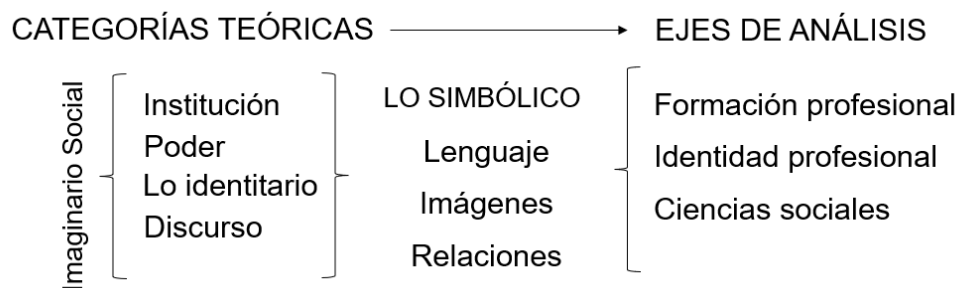 CATEGORÍAS TEÓRICAS
EJES DE ANÁLISIS
Imaginario Social
Institución
Poder
Lo identitario
Discurso
LO SIMBÓLICO
Lenguaje
Imágenes
Relaciones
Formación profesional
Identidad profesional
Ciencias sociales